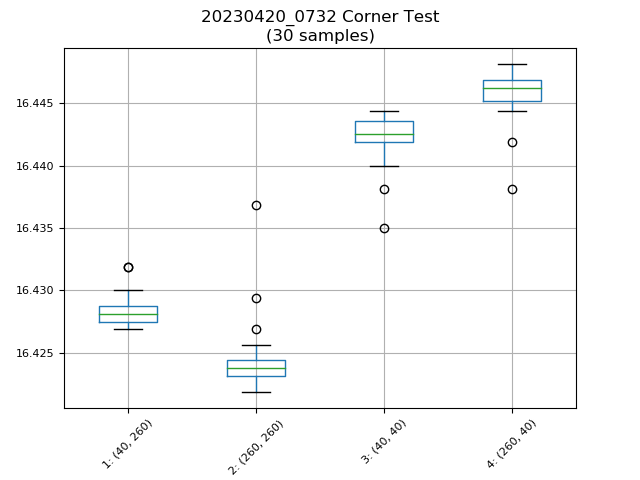 20230420_0732 Corner Test
(30 samples)
16.445
16.440
16.435
16.430
16.425
1: (40, 260)
2: (260, 260)
3: (40, 40)
4: (260, 40)